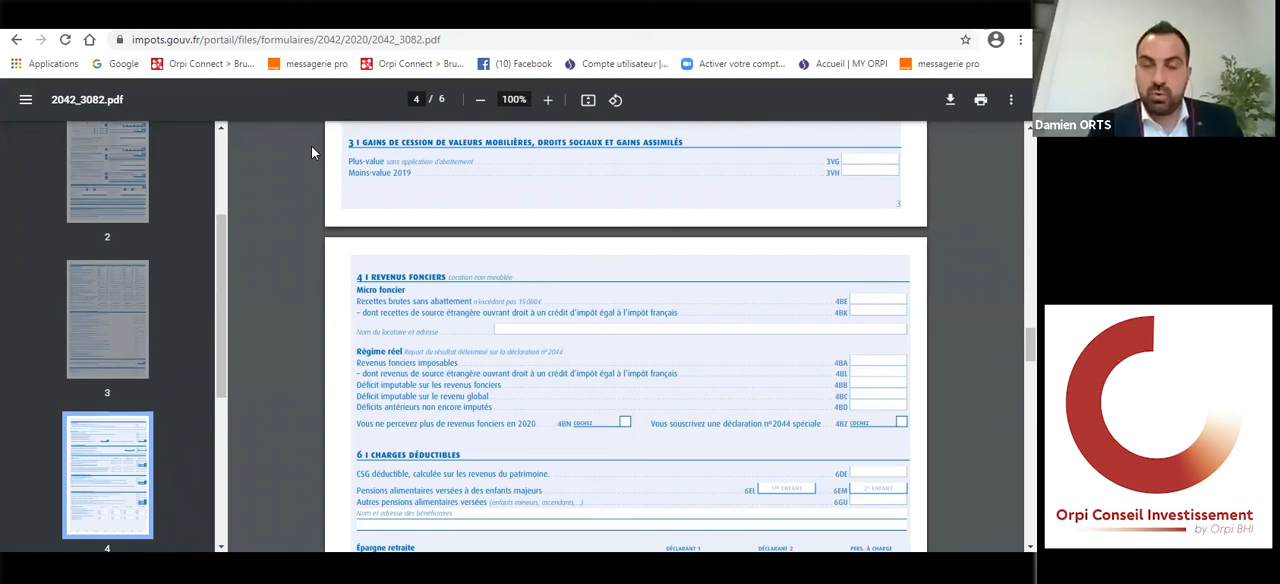 impots.gouv.fr/portail/files/formulaires/2042/2020/2042_3082.pdf
Applications Google Orpi Connect > Bru... messagerie pro Orpi Connect > Bru... (10) Facebook Compte utilisateur |... Activer votre compt... Accueil | MY ORPI messagerie pro
2042_3082.pdf 4 / 6 100%
Damien ORTS
2
3
4
3 I GAINS DE CESSION DE VALEURS MOBILIÈRES, DROITS SOCIAUX ET GAINS ASSIMILÉS
Plus-value sans application d'abattement 3VG
Moins-value 2019 3VH
3
4 I REVENUS FONCIERS Location non meublée
Micro foncier
Recettes brutes sans abattement n'excédant pas 15 000 € 4BE
– dont recettes de source étrangère ouvrant droit à un crédit d'impôt égal à l'impôt français 4BK
Nom du locataire et adresse
Régime réel Report du résultat déterminé sur la déclaration nº 2044
Revenus fonciers imposables 4BA
– dont revenus de source étrangère ouvrant droit à un crédit d'impôt égal à l'impôt français 4BL
Déficit imputable sur les revenus fonciers 4BB
Déficit imputable sur le revenu global 4BC
Déficits antérieurs non encore imputés 4BD
Vous ne percevez plus de revenus fonciers en 2020 4BN COCHEZ Vous souscrivez une déclaration nº 2044 spéciale 4BZ COCHEZ
6 I CHARGES DÉDUCTIBLES
CSG déductible, calculée sur les revenus du patrimoine. 6DE
Pensions alimentaires versées à des enfants majeurs 6EL 1ER ENFANT 6EM 2E ENFANT
Autres pensions alimentaires versées (enfants mineurs, ascendants,...) 6GU
Nom et adresse des bénéficiaires
Épargne retraite DÉCLARANT 1 DÉCLARANT 2 PERS. À CHARGE
Orpi Conseil Investissement
by Orpi BHI